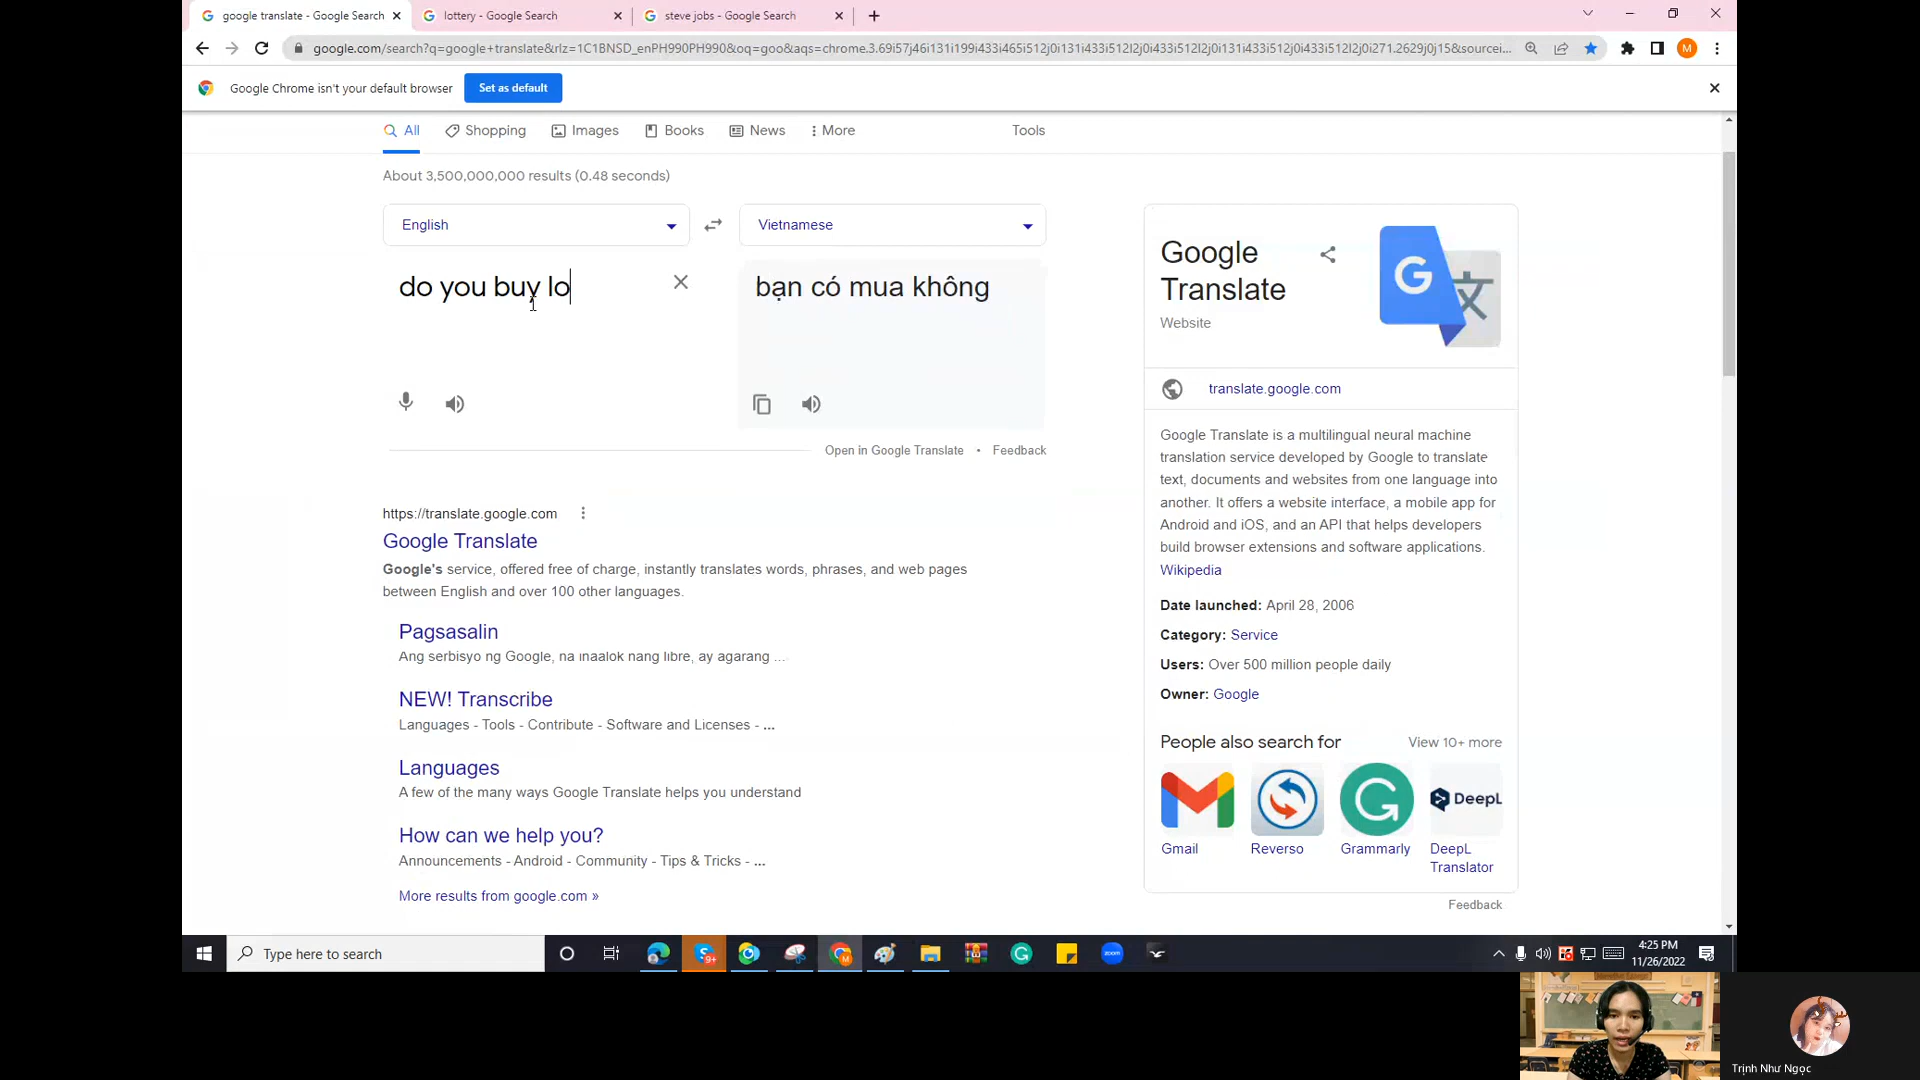 google translate - Google Search
lottery - Google Search
steve jobs - Google Search
google.com/search?q=google+translate&rlz=1C1BNSD_enPH990PH990&oq=goo&aqs=chrome.3.69i57j46i131i199i433i465i512j0i131i433i512l2j0i433i512l2j0i131i433i512j0i433i512l2j0i271.2629j0j15&sourcei...
M
Google Chrome isn't your default browser
Set as default
All
Shopping
Images
Books
News
More
Tools
About 3,500,000,000 results (0.48 seconds)
English
Vietnamese
do you buy lo
bạn có mua không
Open in Google Translate • Feedback
https://translate.google.com
Google Translate
Google's service, offered free of charge, instantly translates words, phrases, and web pages
between English and over 100 other languages.
Pagsasalin
Ang serbisyo ng Google, na inaalok nang libre, ay agarang ...
NEW! Transcribe
Languages - Tools - Contribute - Software and Licenses - ...
Languages
A few of the many ways Google Translate helps you understand
How can we help you?
Announcements - Android - Community - Tips & Tricks - ...
More results from google.com »
Google
Translate
Website
G
文
translate.google.com
Google Translate is a multilingual neural machine
translation service developed by Google to translate
text, documents and websites from one language into
another. It offers a website interface, a mobile app for
Android and iOS, and an API that helps developers
build browser extensions and software applications.
Wikipedia
Date launched: April 28, 2006
Category: Service
Users: Over 500 million people daily
Owner: Google
People also search for
View 10+ more
DeepL
Gmail
Reverso
Grammarly
DeepL
Translator
Feedback
Type here to search
9+
zoom
4:25 PM
11/26/2022
Trịnh Như Ngọc